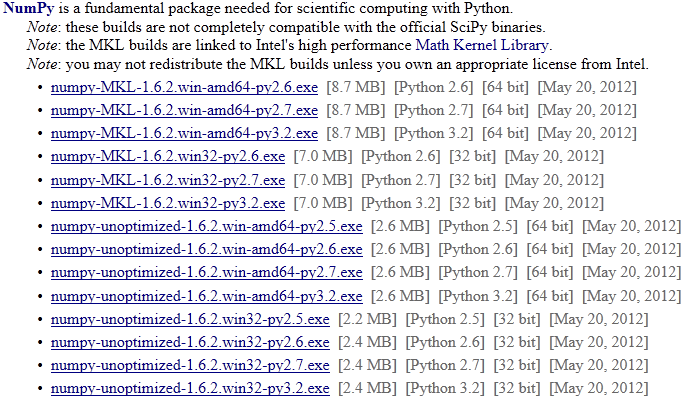 NumPy is a fundamental package needed for scientific computing with Python.
Note: these builds are not completely compatible with the official SciPy binaries.
Note: the MKL builds are linked to Intel's high performance Math Kernel Library.
Note: you may not redistribute the MKL builds unless you own an appropriate license from Intel.
• numpy-MKL-1.6.2.win-amd64-py2.6.exe [8.7 MB] [Python 2.6] [64 bit] [May 20, 2012]
• numpy-MKL-1.6.2.win-amd64-py2.7.exe [8.7 MB] [Python 2.7] [64 bit] [May 20, 2012]
• numpy-MKL-1.6.2.win-amd64-py3.2.exe [8.7 MB] [Python 3.2] [64 bit] [May 20, 2012]
• numpy-MKL-1.6.2.win32-py2.6.exe [7.0 MB] [Python 2.6] [32 bit] [May 20, 2012]
• numpy-MKL-1.6.2.win32-py2.7.exe [7.0 MB] [Python 2.7] [32 bit] [May 20, 2012]
• numpy-MKL-1.6.2.win32-py3.2.exe [7.0 MB] [Python 3.2] [32 bit] [May 20, 2012]
• numpy-unoptimized-1.6.2.win-amd64-py2.5.exe [2.6 MB] [Python 2.5] [64 bit] [May 20, 2012]
• numpy-unoptimized-1.6.2.win-amd64-py2.6.exe [2.6 MB] [Python 2.6] [64 bit] [May 20, 2012]
• numpy-unoptimized-1.6.2.win-amd64-py2.7.exe [2.6 MB] [Python 2.7] [64 bit] [May 20, 2012]
• numpy-unoptimized-1.6.2.win-amd64-py3.2.exe [2.6 MB] [Python 3.2] [64 bit] [May 20, 2012]
• numpy-unoptimized-1.6.2.win32-py2.5.exe [2.2 MB] [Python 2.5] [32 bit] [May 20, 2012]
• numpy-unoptimized-1.6.2.win32-py2.6.exe [2.4 MB] [Python 2.6] [32 bit] [May 20, 2012]
• numpy-unoptimized-1.6.2.win32-py2.7.exe [2.4 MB] [Python 2.7] [32 bit] [May 20, 2012]
• numpy-unoptimized-1.6.2.win32-py3.2.exe [2.4 MB] [Python 3.2] [32 bit] [May 20, 2012]